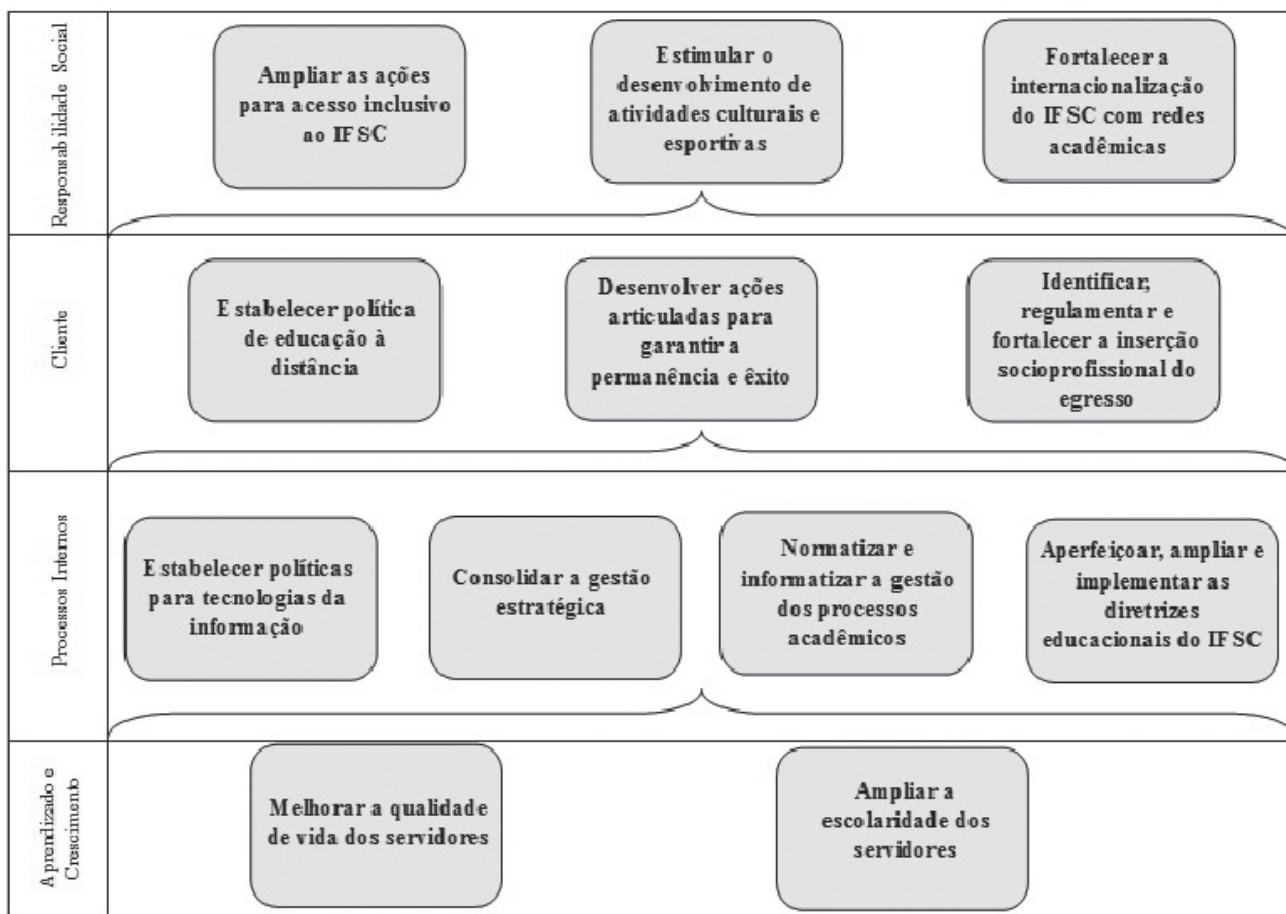 Responsabilidade Social
Ampliar as ações
para acesso inclusivo
ao IFSC
Estimular o
desenvolvimento de
atividades culturais e
esportivas
Fortalecer a
internacionalização
do IFSC com redes
acadêmicas
Cliente
Estabelecer política
de educação à
distância
Desenvolver ações
articuladas para
garantir a
permanência e êxito
Identificar,
regulamentar e
fortalecer a inserção
socioprofissional do
egresso
Processos Internos
Estabelecer políticas
para tecnologias da
informação
Consolidar a gestão
estratégica
Normatizar e
informatizar a gestão
dos processos
acadêmicos
Aperfeiçoar, ampliar e
implementar as
diretrizes
educacionais do IFSC
Aprendizado e
Crescimento
Melhorar a qualidade
de vida dos servidores
Ampliar a
escolaridade dos
servidores